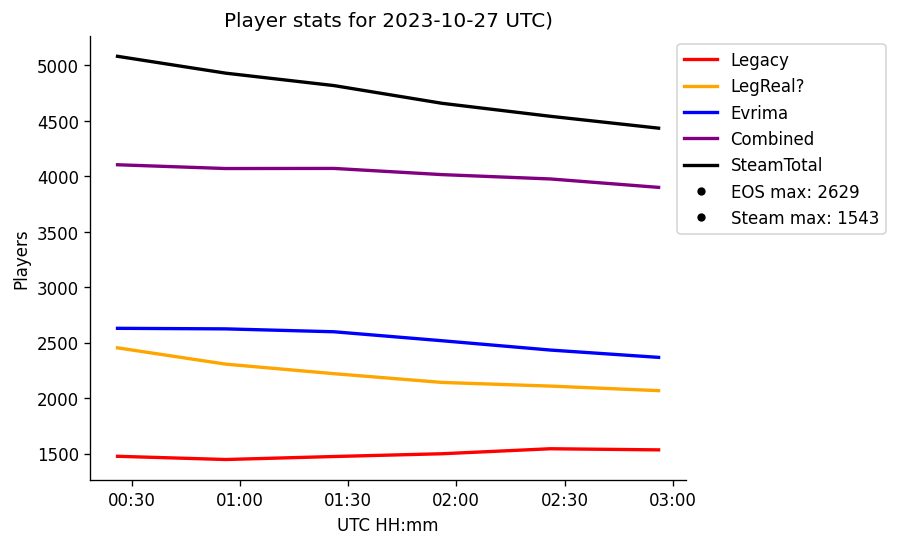 Player stats for 2023-10-27 UTC)
Players
5000
4500
4000
3500
3000
2500
2000
1500
00:30 01:00 01:30 02:00 02:30 03:00
UTC HH:mm
Legacy
LegReal?
Evrima
Combined
SteamTotal
EOS max: 2629
Steam max: 1543